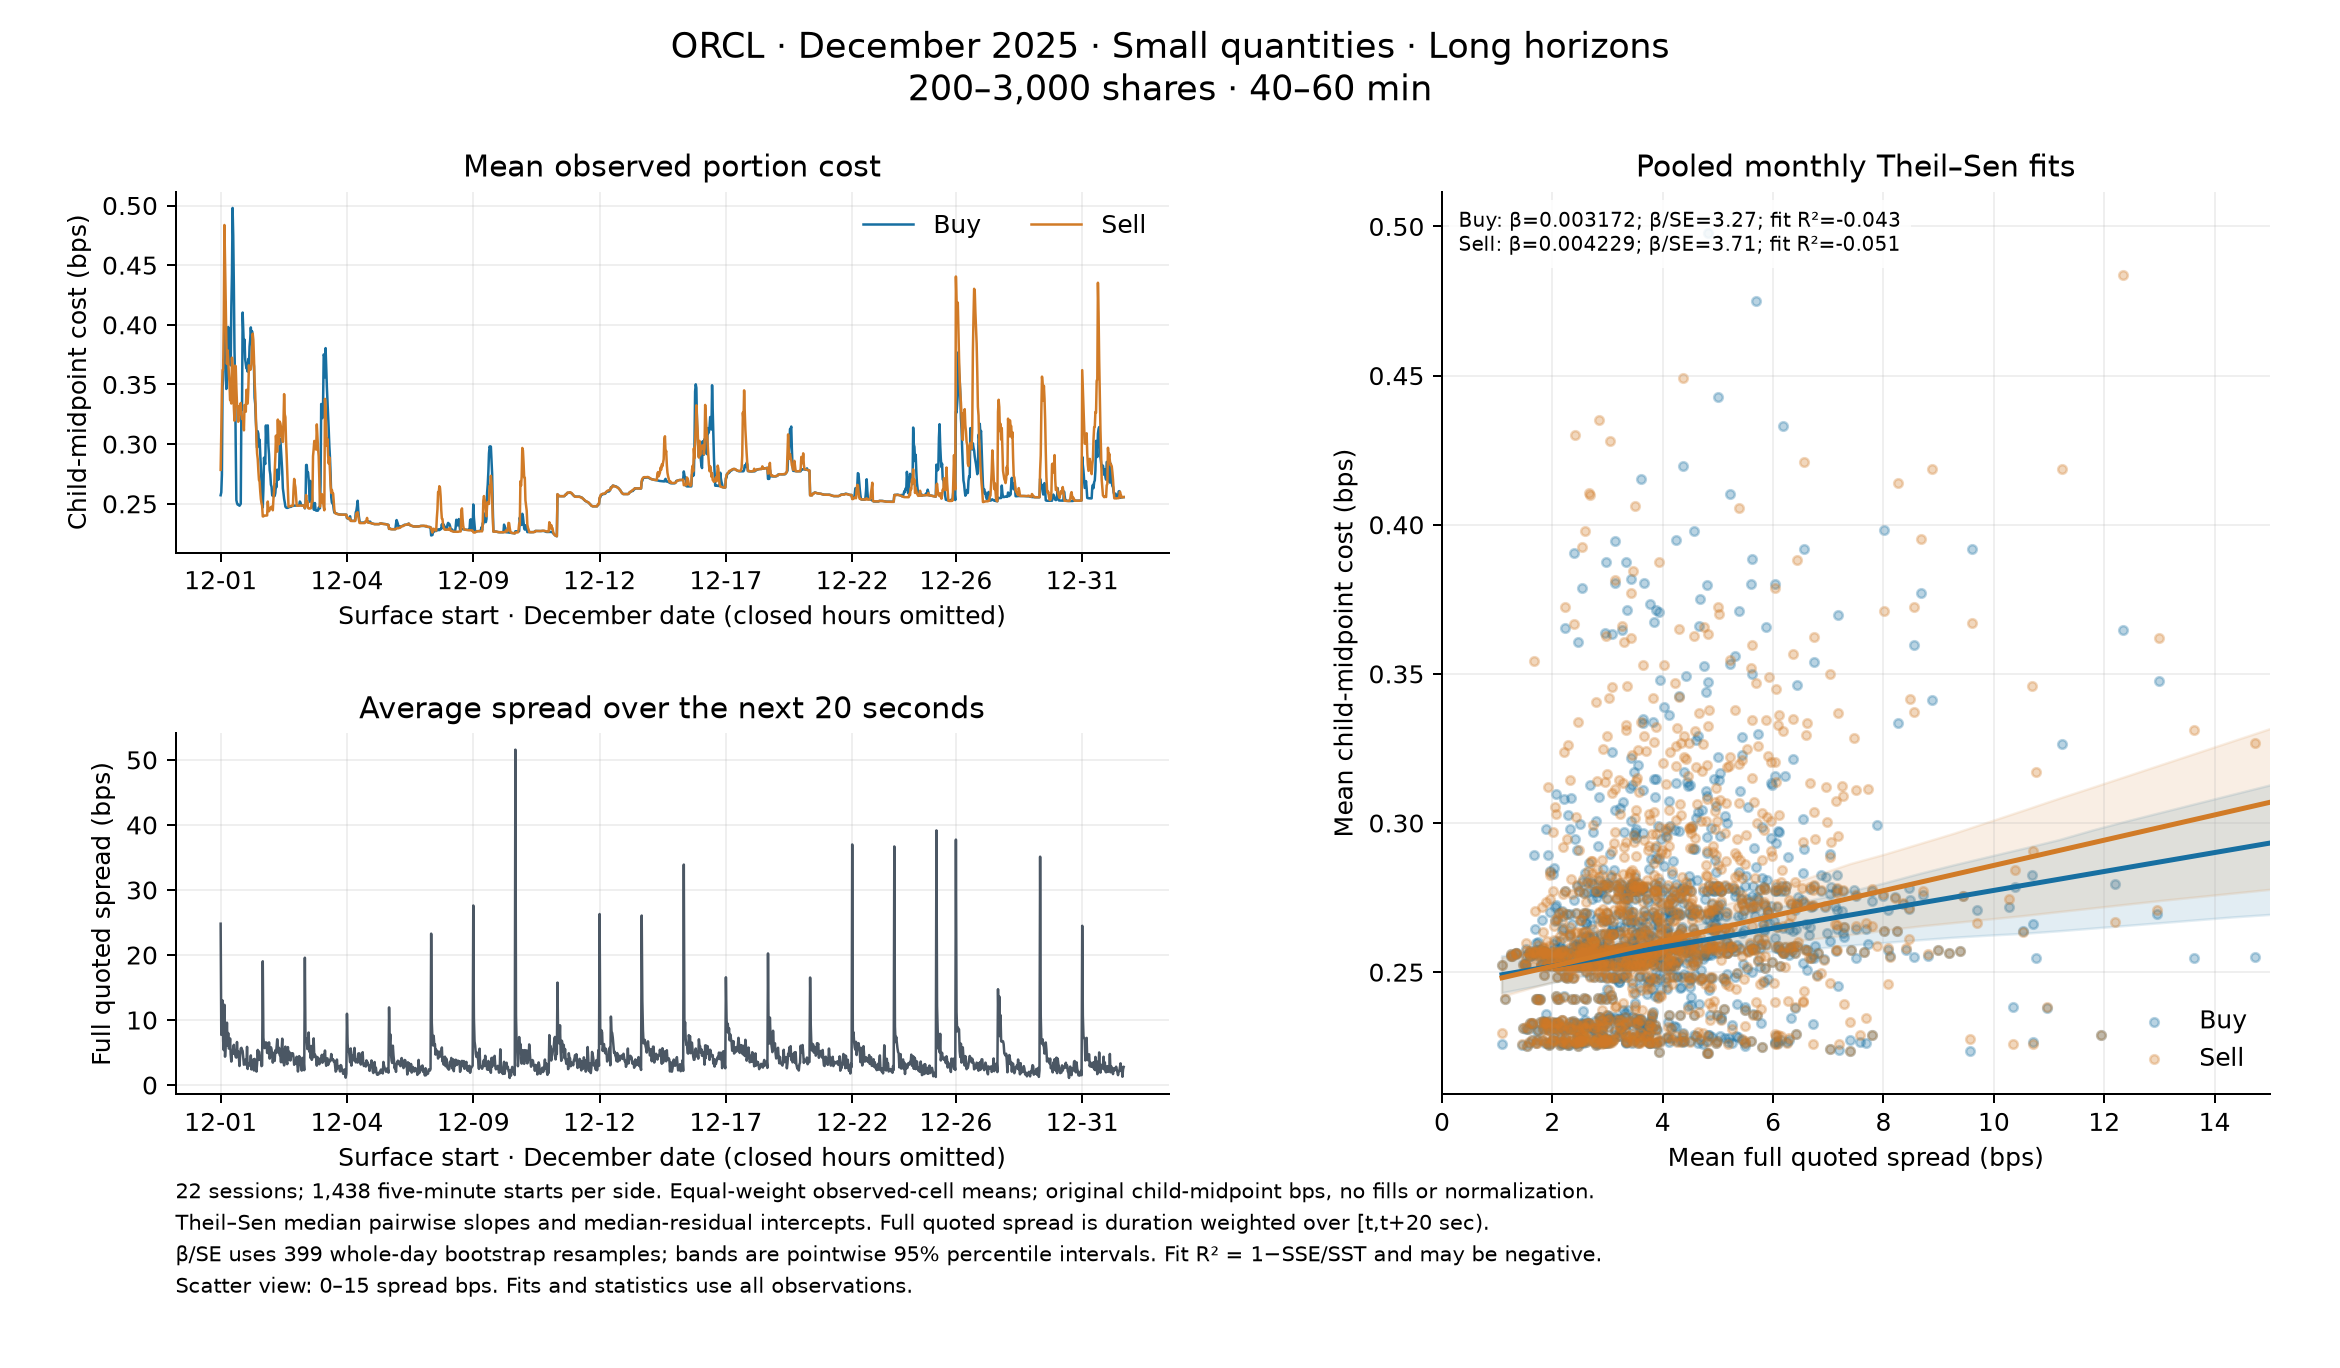 ORCL · December 2025 · Small quantities · Long horizons
200–3,000 shares · 40–60 min
Mean observed portion cost
Child-midpoint cost (bps)
0.50
0.45
0.40
0.35
0.30
0.25
Buy
Sell
12-01
12-04
12-09
12-12
12-17
12-22
12-26
12-31
Surface start · December date (closed hours omitted)
Average spread over the next 20 seconds
Full quoted spread (bps)
50
40
30
20
10
0
12-01
12-04
12-09
12-12
12-17
12-22
12-26
12-31
Surface start · December date (closed hours omitted)
Pooled monthly Theil–Sen fits
Buy: β=0.003172; β/SE=3.27; fit R²=-0.043
Sell: β=0.004229; β/SE=3.71; fit R²=-0.051
Mean child-midpoint cost (bps)
0.50
0.45
0.40
0.35
0.30
0.25
Buy
Sell
0
2
4
6
8
10
12
14
Mean full quoted spread (bps)
22 sessions; 1,438 five-minute starts per side. Equal-weight observed-cell means; original child-midpoint bps, no fills or normalization.
Theil–Sen median pairwise slopes and median-residual intercepts. Full quoted spread is duration weighted over [t,t+20 sec).
β/SE uses 399 whole-day bootstrap resamples; bands are pointwise 95% percentile intervals. Fit R² = 1−SSE/SST and may be negative.
Scatter view: 0–15 spread bps. Fits and statistics use all observations.